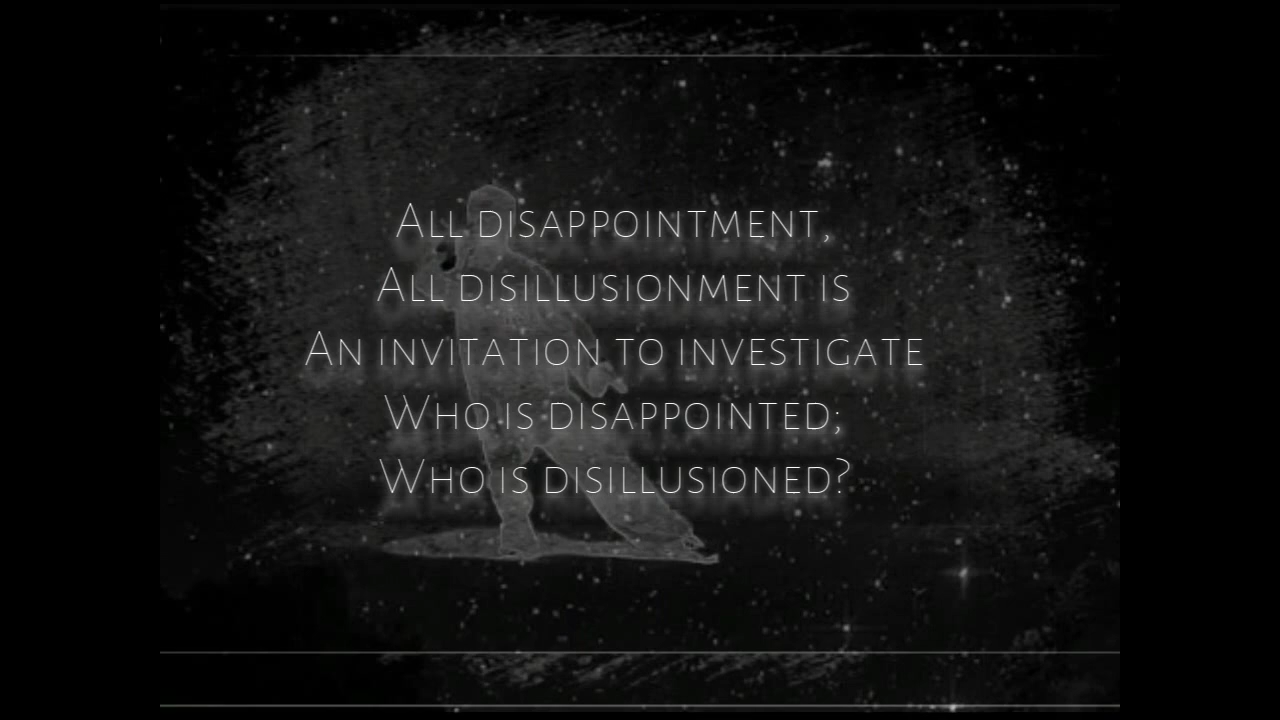 All disappointment,
All disillusionment is
An invitation to investigate
Who is disappointed;
Who is disillusioned?